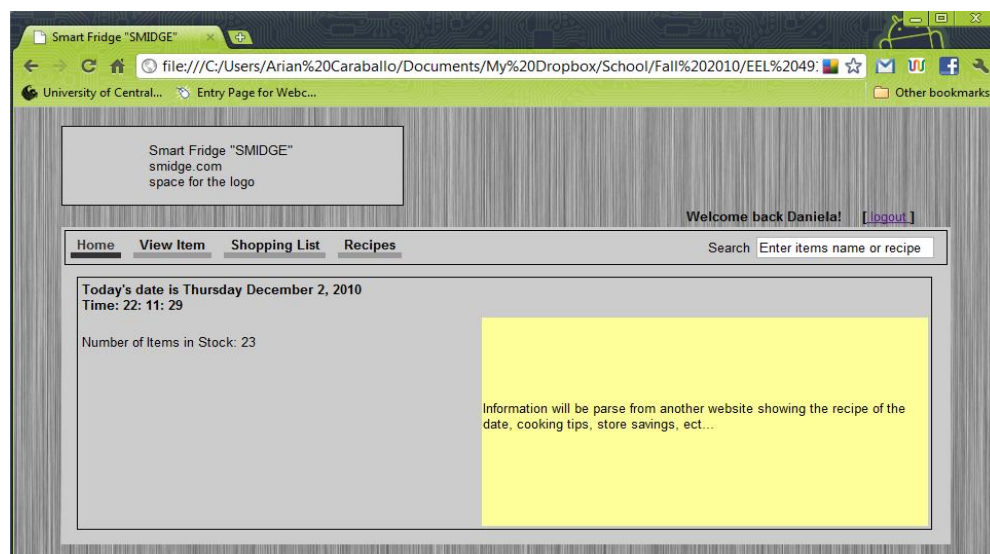 Smart Fridge "SMIDGE"
file:///C:/Users/Arian%20Caraballo/Documents/My%20Dropbox/School/Fall%202010/EEL%2049:
University of Central... Entry Page for Webc... Other bookmarks
Smart Fridge "SMIDGE"
smidge.com
space for the logo
Welcome back Daniela! [ logout ]
Home View Item Shopping List Recipes Search Enter items name or recipe
Today's date is Thursday December 2, 2010
Time: 22: 11: 29
Number of Items in Stock: 23
Information will be parse from another website showing the recipe of the
date, cooking tips, store savings, ect...